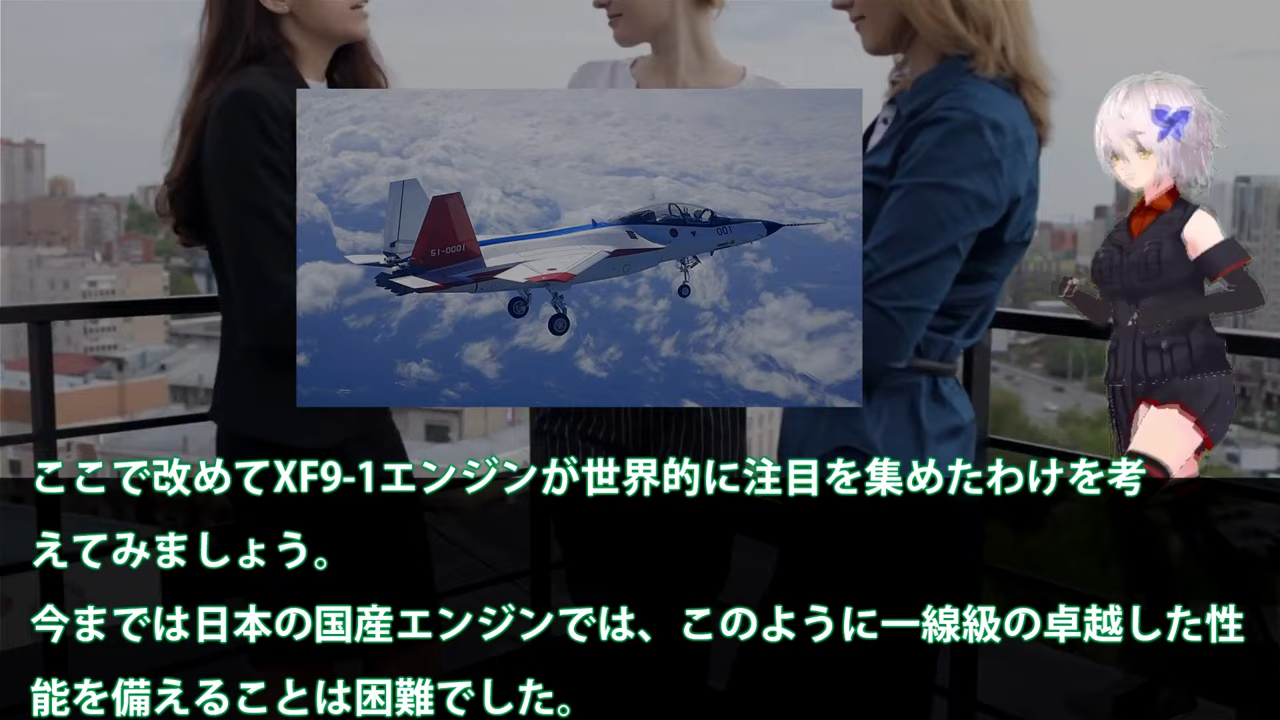 51-0001
001
ここで改めてXF9-1エンジンが世界的に注目を集めたわけを考
えてみましょう。
今までは日本の国産エンジンでは、このように一線級の卓越した性
能を備えることは困難でした。